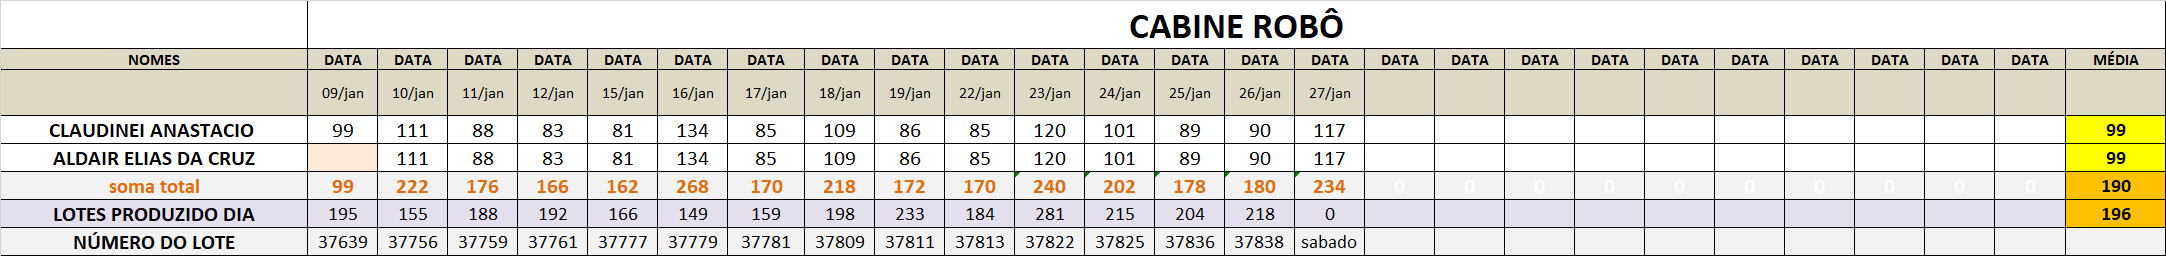 CABINE ROBÔ
NOMES DATA DATA DATA DATA DATA DATA DATA DATA DATA DATA DATA DATA DATA DATA DATA DATA DATA DATA DATA DATA DATA DATA DATA DATA DATA MÉDIA
09/jan 10/jan 11/jan 12/jan 15/jan 16/jan 17/jan 18/jan 19/jan 22/jan 23/jan 24/jan 25/jan 26/jan 27/jan
CLAUDINEI ANASTACIO 99 111 88 83 81 134 85 109 86 85 120 101 89 90 117 99
ALDAIR ELIAS DA CRUZ 111 88 83 81 134 85 109 86 85 120 101 89 90 117 99
soma total 99 222 176 166 162 268 170 218 172 170 240 202 178 180 234 0 0 0 0 0 0 0 0 0 0 190
LOTES PRODUZIDO DIA 195 155 188 192 166 149 159 198 233 184 281 215 204 218 0 196
NÚMERO DO LOTE 37639 37756 37759 37761 37777 37779 37781 37809 37811 37813 37822 37825 37836 37838 sabado